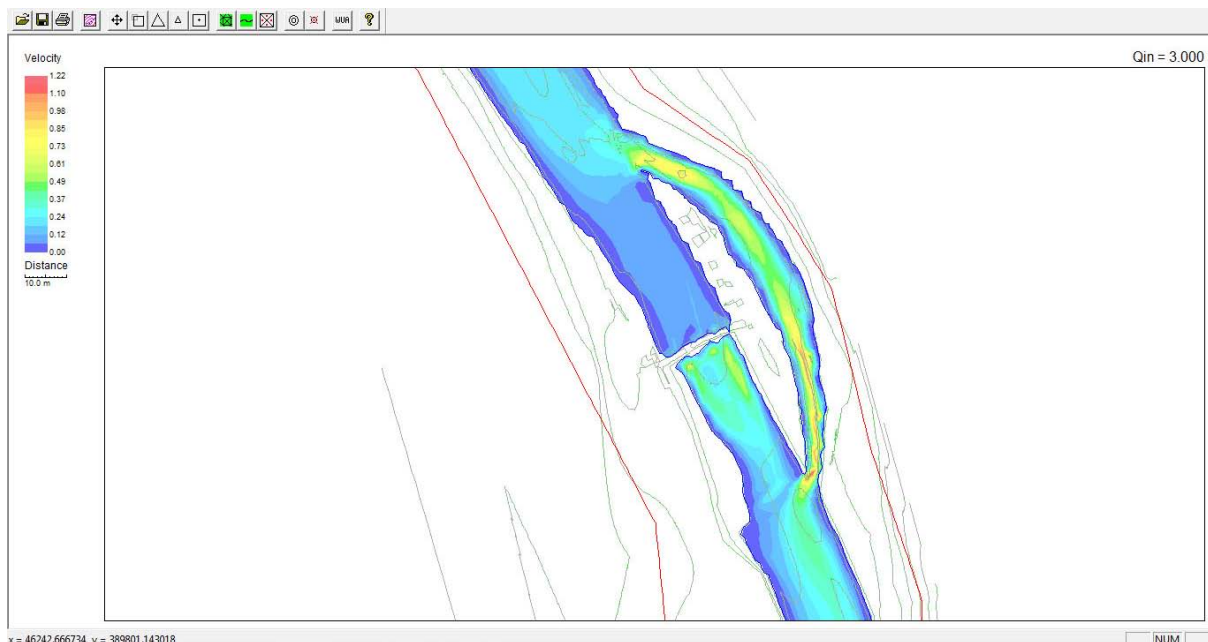 WUA
?
Velocity
Qin = 3.000
1.22
1.10
0.98
0.85
0.73
0.61
0.49
0.37
0.24
0.12
0.00
Distance
10.0 m
x = 46242.666734, y = 389801.143018
NUM